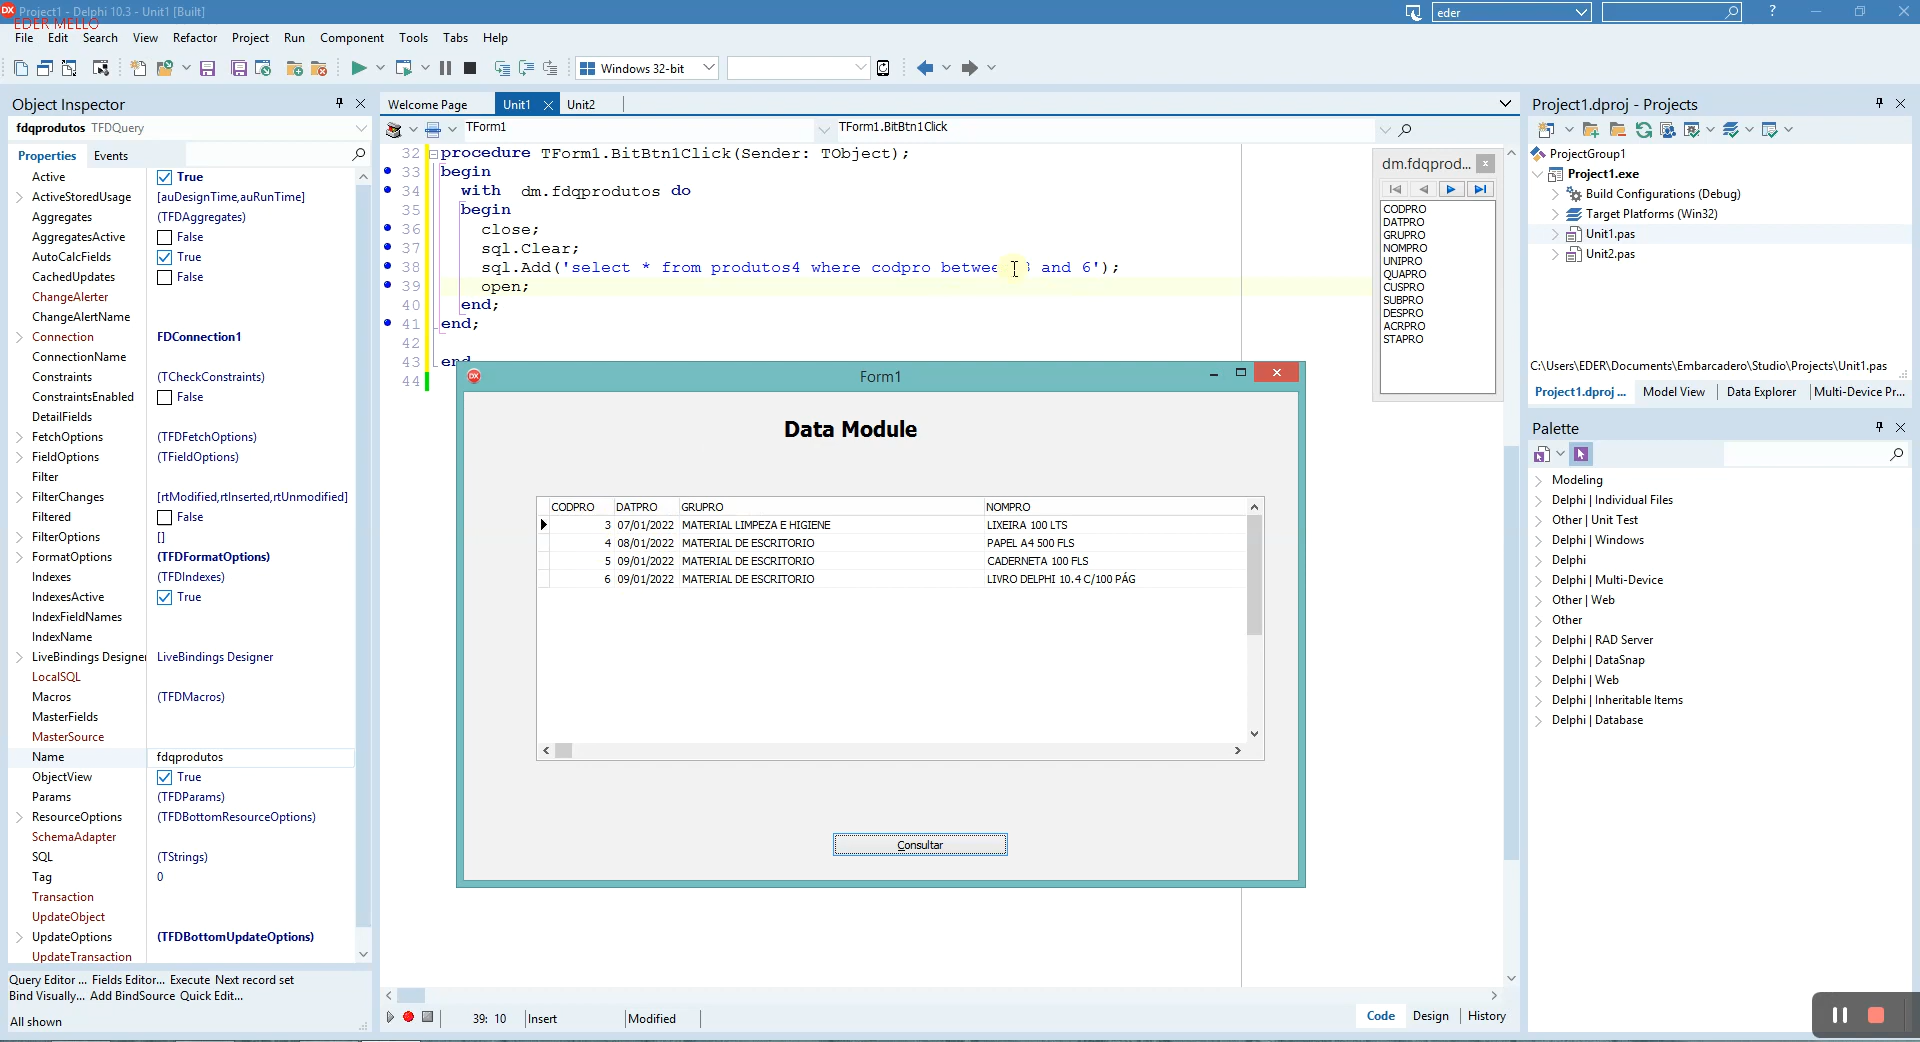 Project1 - Delphi 10.3 - Unit1 [Built]
eder
?
EDER MELLO
File Edit Search View Refactor Project Run Component Tools Tabs Help
Windows 32-bit
Object Inspector
fdqprodutos TFDQuery
Properties Events
Active True
ActiveStoredUsage [auDesignTime,auRunTime]
Aggregates (TFDAggregates)
AggregatesActive False
AutoCalcFields True
CachedUpdates False
ChangeAlerter
ChangeAlertName
Connection FDConnection1
ConnectionName
Constraints (TCheckConstraints)
ConstraintsEnabled False
DetailFields
FetchOptions (TFDFetchOptions)
FieldOptions (TFieldOptions)
Filter
FilterChanges [rtModified,rtInserted,rtUnmodified]
Filtered False
FilterOptions []
FormatOptions (TFDFormatOptions)
Indexes (TFDIndexes)
IndexesActive True
IndexFieldNames
IndexName
LiveBindings Designer LiveBindings Designer
LocalSQL
Macros (TFDMacros)
MasterFields
MasterSource
Name fdqprodutos
ObjectView True
Params (TFDParams)
ResourceOptions (TFDBottomResourceOptions)
SchemaAdapter
SQL (TStrings)
Tag 0
Transaction
UpdateObject
UpdateOptions (TFDBottomUpdateOptions)
UpdateTransaction
Query Editor ... Fields Editor... Execute Next record set
Bind Visually... Add BindSource Quick Edit...
All shown
Welcome Page Unit1 Unit2
TForm1 TForm1.BitBtn1Click
32 procedure TForm1.BitBtn1Click(Sender: TObject);
33 begin
34 with dm.fdqprodutos do
35 begin
36 close;
37 sql.Clear;
38 sql.Add('select * from produtos4 where codpro between 3 and 6');
39 open;
40 end;
41 end;
42
43 end
44
dm.fdqprod...
CODPRO
DATPRO
GRUPRO
NOMPRO
UNIPRO
QUAPRO
CUSPRO
SUBPRO
DESPRO
ACRPRO
STAPRO
Form1
Data Module
CODPRO DATPRO GRUPRO NOMPRO
3 07/01/2022 MATERIAL LIMPEZA E HIGIENE LIXEIRA 100 LTS
4 08/01/2022 MATERIAL DE ESCRITORIO PAPEL A4 500 FLS
5 09/01/2022 MATERIAL DE ESCRITORIO CADERNETA 100 FLS
6 09/01/2022 MATERIAL DE ESCRITORIO LIVRO DELPHI 10.4 C/100 PÁG
Consultar
39: 10 Insert Modified
Code Design History
Project1.dproj - Projects
ProjectGroup1
Project1.exe
Build Configurations (Debug)
Target Platforms (Win32)
Unit1.pas
Unit2.pas
C:\Users\EDER\Documents\Embarcadero\Studio\Projects\Unit1.pas
Project1.dproj ... Model View Data Explorer Multi-Device Pr...
Palette
Modeling
Delphi | Individual Files
Other | Unit Test
Delphi | Windows
Delphi
Delphi | Multi-Device
Other | Web
Other
Delphi | RAD Server
Delphi | DataSnap
Delphi | Web
Delphi | Inheritable Items
Delphi | Database